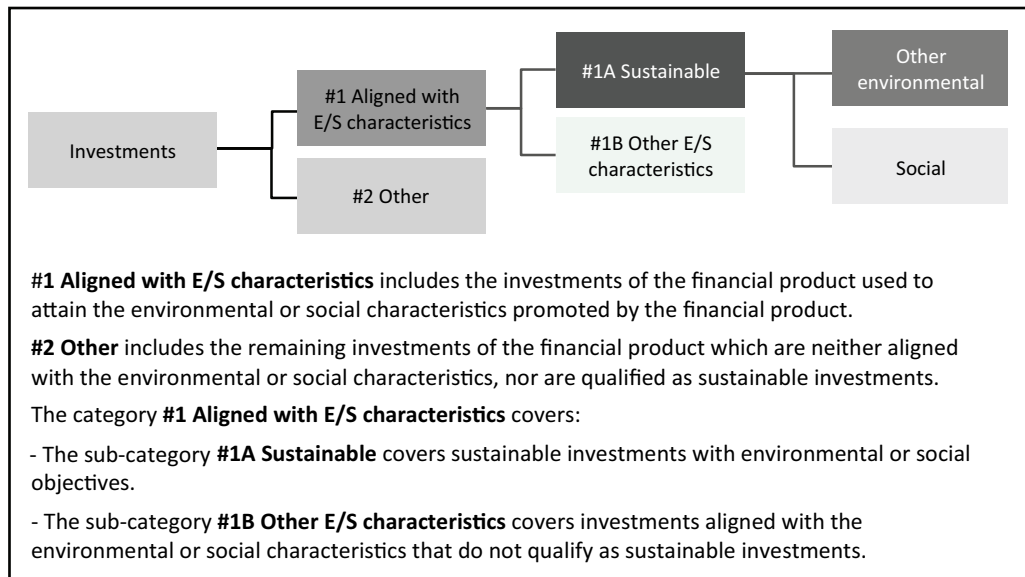 Investments
#1 Aligned with
E/S characteristics
#2 Other
#1A Sustainable
#1B Other E/S
characteristics
Other
environmental
Social
#1 Aligned with E/S characteristics includes the investments of the financial product used to
attain the environmental or social characteristics promoted by the financial product.
#2 Other includes the remaining investments of the financial product which are neither aligned
with the environmental or social characteristics, nor are qualified as sustainable investments.
The category #1 Aligned with E/S characteristics covers:
- The sub-category #1A Sustainable covers sustainable investments with environmental or social
objectives.
- The sub-category #1B Other E/S characteristics covers investments aligned with the
environmental or social characteristics that do not qualify as sustainable investments.